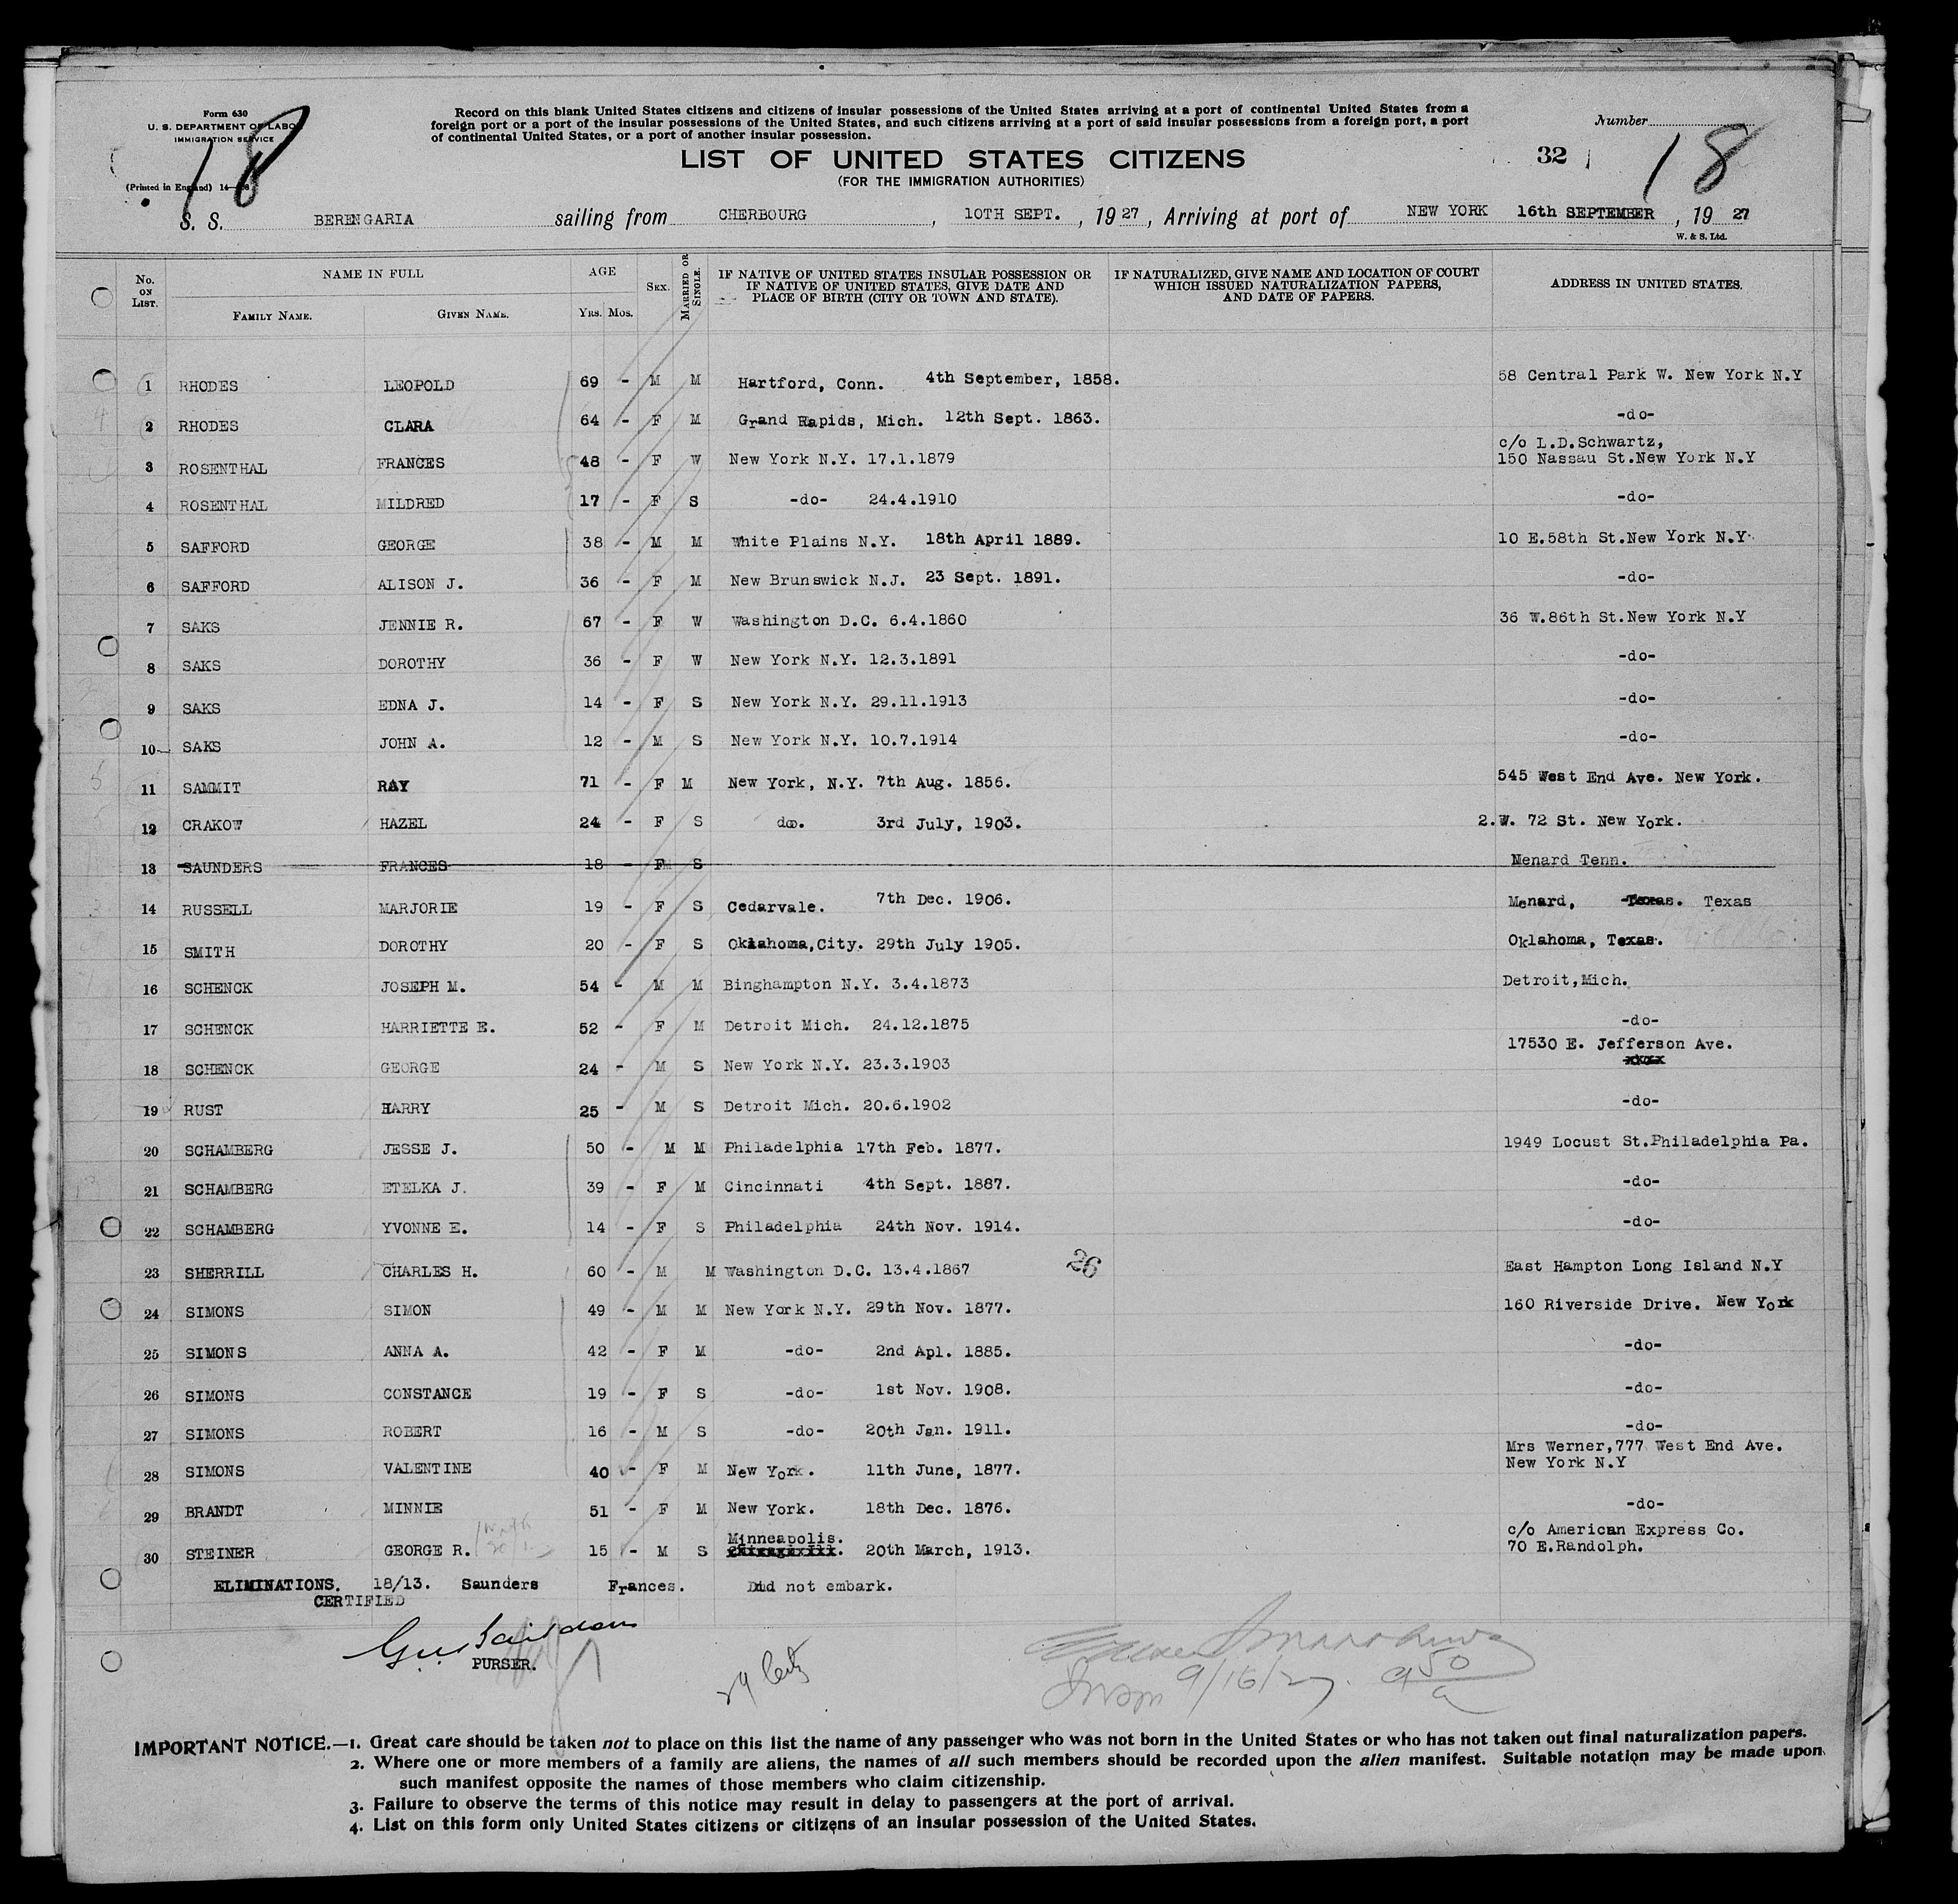 Form 630
U. S. DEPARTMENT OF LABOR
IMMIGRATION SERVICE
(Printed in England) 14
18
Record on this blank United States citizens and citizens of insular possessions of the United States arriving at a port of continental United States from a
foreign port or a port of the insular possessions of the United States, and such citizens arriving at a port of said insular possessions from a foreign port, a port
of continental United States, or a port of another insular possession.
Number
LIST OF UNITED STATES CITIZENS
32
18
(FOR THE IMMIGRATION AUTHORITIES)
S. S. BERENGARIA sailing from CHERBOURG, 10TH SEPT., 1927, Arriving at port of NEW YORK 16th SEPTEMBER, 1927
W. & S. Ltd.
No. ON LIST. NAME IN FULL FAMILY NAME. GIVEN NAME. AGE YRS. MOS. SEX. MARRIED OR SINGLE. IF NATIVE OF UNITED STATES INSULAR POSSESSION OR IF NATIVE OF UNITED STATES, GIVE DATE AND PLACE OF BIRTH (CITY OR TOWN AND STATE). IF NATURALIZED, GIVE NAME AND LOCATION OF COURT WHICH ISSUED NATURALIZATION PAPERS, AND DATE OF PAPERS. ADDRESS IN UNITED STATES.
1 RHODES LEOPOLD 69 - M M Hartford, Conn. 4th September, 1858. 58 Central Park W. New York N.Y
2 RHODES CLARA 64 - F M Grand Rapids, Mich. 12th Sept. 1863. -do-
3 ROSENTHAL FRANCES 48 - F W New York N.Y. 17.1.1879 c/o L.D.Schwartz, 150 Nassau St.New York N.Y
4 ROSENTHAL MILDRED 17 - F S -do- 24.4.1910 -do-
5 SAFFORD GEORGE 38 - M M White Plains N.Y. 18th April 1889. 10 E.58th St.New York N.Y.
6 SAFFORD ALISON J. 36 - F M New Brunswick N.J. 23 Sept. 1891. -do-
7 SAKS JENNIE R. 67 - F W Washington D.C. 6.4.1860 36 W.86th St.New York N.Y
8 SAKS DOROTHY 36 - F W New York N.Y. 12.3.1891 -do-
9 SAKS EDNA J. 14 - F S New York N.Y. 29.11.1913 -do-
10 SAKS JOHN A. 12 - M S New York N.Y. 10.7.1914 -do-
11 SAMMIT RAY 71 - F M New York, N.Y. 7th Aug. 1856. 545 West End Ave. New York.
12 CRAKOW HAZEL 24 - F S do. 3rd July, 1903. 2.W. 72 St. New York.
13 SAUNDERS FRANCES 18 - F S Menard Tenn.
14 RUSSELL MARJORIE 19 - F S Cedarvale. 7th Dec. 1906. Menard, Texas. Texas
15 SMITH DOROTHY 20 - F S Oklahoma,City. 29th July 1905. Oklahoma, Texas.
16 SCHENCK JOSEPH M. 54 - M M Binghampton N.Y. 3.4.1873 Detroit,Mich.
17 SCHENCK HARRIETTE E. 52 - F M Detroit Mich. 24.12.1875 -do-
18 SCHENCK GEORGE 24 - M S New York N.Y. 23.3.1903 17530 E. Jefferson Ave.
19 RUST HARRY 25 - M S Detroit Mich. 20.6.1902 -do-
20 SCHAMBERG JESSE J. 50 - M M Philadelphia 17th Feb. 1877. 1949 Locust St.Philadelphia Pa.
21 SCHAMBERG ETELKA J. 39 - F M Cincinnati 4th Sept. 1887. -do-
22 SCHAMBERG YVONNE E. 14 - F S Philadelphia 24th Nov. 1914. -do-
23 SHERRILL CHARLES H. 60 - M M Washington D.C. 13.4.1867 26 East Hampton Long Island N.Y
24 SIMONS SIMON 49 - M M New York N.Y. 29th Nov. 1877. 160 Riverside Drive. New York
25 SIMONS ANNA A. 42 - F M -do- 2nd Apl. 1885. -do-
26 SIMONS CONSTANCE 19 - F S -do- 1st Nov. 1908. -do-
27 SIMONS ROBERT 16 - M S -do- 20th Jan. 1911. -do-
28 SIMONS VALENTINE 40 - F M New York. 11th June, 1877. Mrs Werner,777 West End Ave. New York N.Y
29 BRANDT MINNIE 51 - F M New York. 18th Dec. 1876. -do-
30 STEINER GEORGE R. 15 - M S Minneapolis. 20th March, 1913. c/o American Express Co. 70 E.Randolph.
ELIMINATIONS. 18/13. Saunders Frances. Did not embark.
CERTIFIED
PURSER.
9/16/27. 9 50 a
IMPORTANT NOTICE.—1. Great care should be taken not to place on this list the name of any passenger who was not born in the United States or who has not taken out final naturalization papers.
2. Where one or more members of a family are aliens, the names of all such members should be recorded upon the alien manifest. Suitable notation may be made upon
such manifest opposite the names of those members who claim citizenship.
3. Failure to observe the terms of this notice may result in delay to passengers at the port of arrival.
4. List on this form only United States citizens or citizens of an insular possession of the United States.